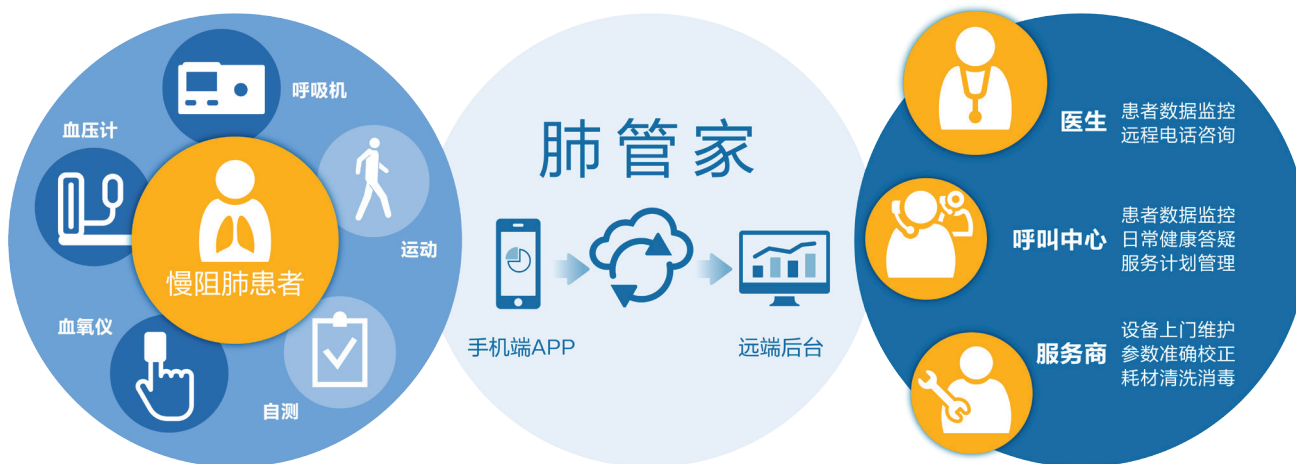 呼吸机
血压计
运动
慢阻肺患者
血氧仪
自测
肺管家
手机端APP
远端后台
医生
患者数据监控
远程电话咨询
呼叫中心
患者数据监控
日常健康答疑
服务计划管理
服务商
设备上门维护
参数准确校正
耗材清洗消毒